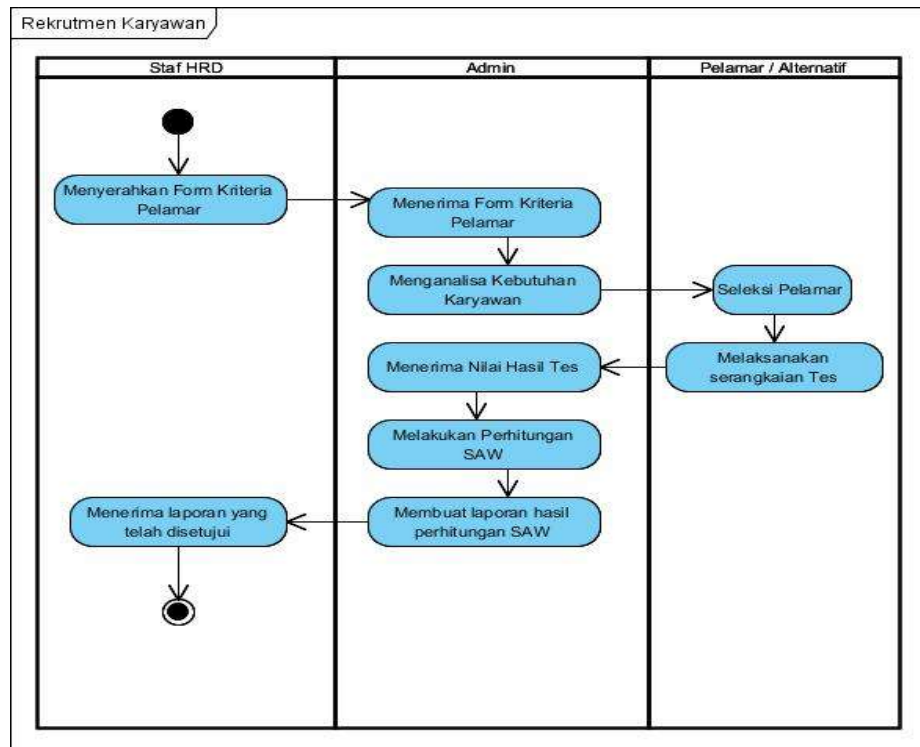 Rekrutmen Karyawan
Staf HRD
Admin
Pelamar / Alternatif
Menyerahkan Form Kriteria
Pelamar
Menerima Form Kriteria
Pelamar
Menganalisa Kebutuhan
Karyawan
Seleksi Pelamar
Melaksanakan
serangkaian Tes
Menerima Nilai Hasil Tes
Melakukan Perhitungan
SAW
Membuat laporan hasil
perhitungan SAW
Menerima laporan yang
telah disetujui